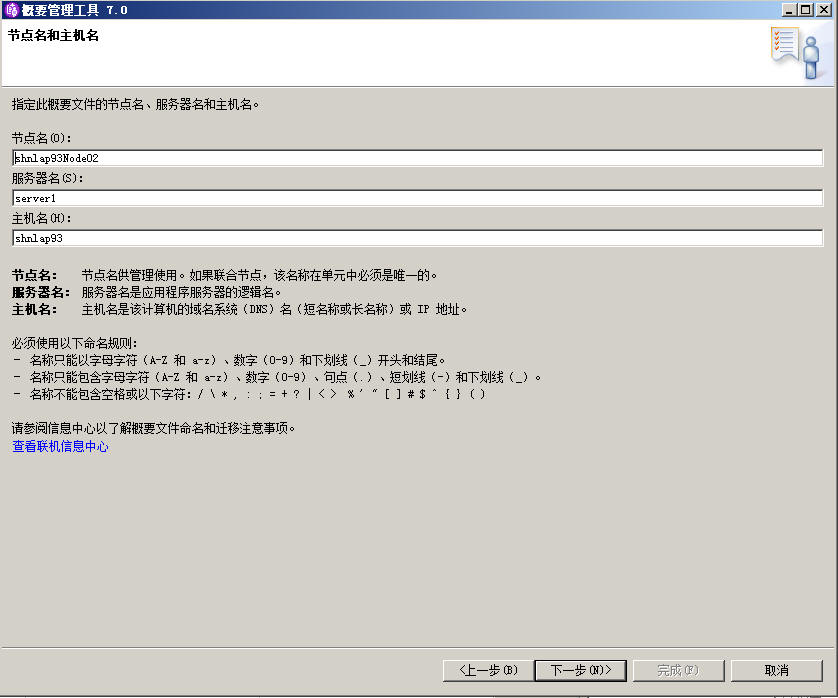 概要管理工具 7.0
节点名和主机名
指定此概要文件的节点名、服务器名和主机名。
节点名(O):
shnlap93Node02
服务器名(S):
server1
主机名(H):
shnlap93
节点名: 节点名供管理使用。如果联合节点，该名称在单元中必须是唯一的。
服务器名: 服务器名是应用程序服务器的逻辑名。
主机名: 主机名是该计算机的域名系统（DNS）名（短名称或长名称）或 IP 地址。
必须使用以下命名规则:
- 名称只能以字母字符（A-Z 和 a-z）、数字（0-9）和下划线（_）开头和结尾。
- 名称只能包含字母字符（A-Z 和 a-z）、数字（0-9）、句点（.）、短划线（-）和下划线（_）。
- 名称不能包含空格或以下字符: / \ * , : ; = + ? | < > % ' " [ ] # $ ^ { } ( )
请参阅信息中心以了解概要文件命名和迁移注意事项。
查看联机信息中心
<上一步(B) 下一步(N)> 完成(F) 取消